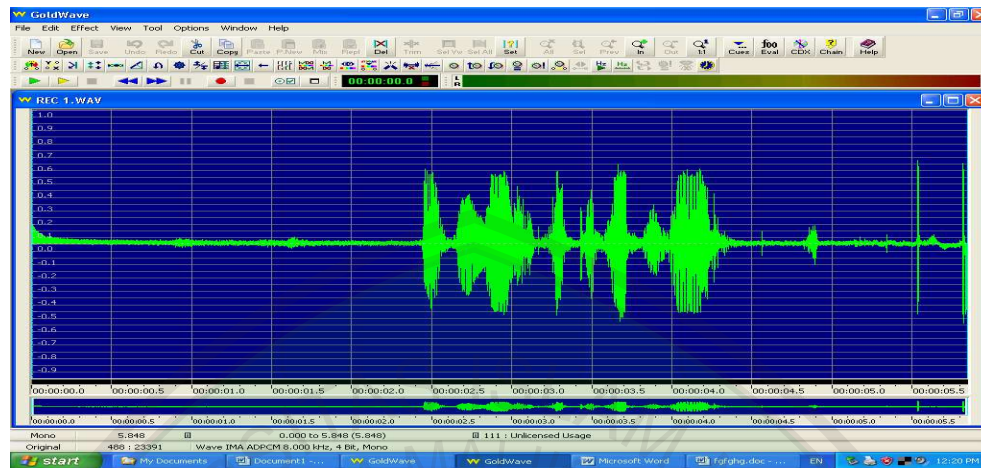 GoldWave
File Edit Effect View Tool Options Window Help
New Open Save Undo Redo Cut Copy Paste P.New Mix Repl Del Trim Sel Vw Sel All Set All Sel Prev In Out 1:1 Cues Eval CDX Chain Help
00:00:00.0 L
R
REC 1.WAV
1.0
0.9
0.8
0.7
0.6
0.5
0.4
0.3
0.2
0.1
0.0
-0.1
-0.2
-0.3
-0.4
-0.5
-0.6
-0.7
-0.8
-0.9
00:00:00.0 00:00:00.5 00:00:01.0 00:00:01.5 00:00:02.0 00:00:02.5 00:00:03.0 00:00:03.5 00:00:04.0 00:00:04.5 00:00:05.0 00:00:05.5
00:00:00.0 00:00:00.5 00:00:01.0 00:00:01.5 00:00:02.0 00:00:02.5 00:00:03.0 00:00:03.5 00:00:04.0 00:00:04.5 00:00:05.0 00:00:05.5
Mono 5.848 0.000 to 5.848 (5.848) 111 : Unlicensed Usage
Original 486 : 23391 Wave IMA ADPCM 8.000 kHz, 4 Bit, Mono
start My Documents Document1 -... GoldWave GoldWave Microsoft Word fgfghg.doc -... EN 12:20 PM